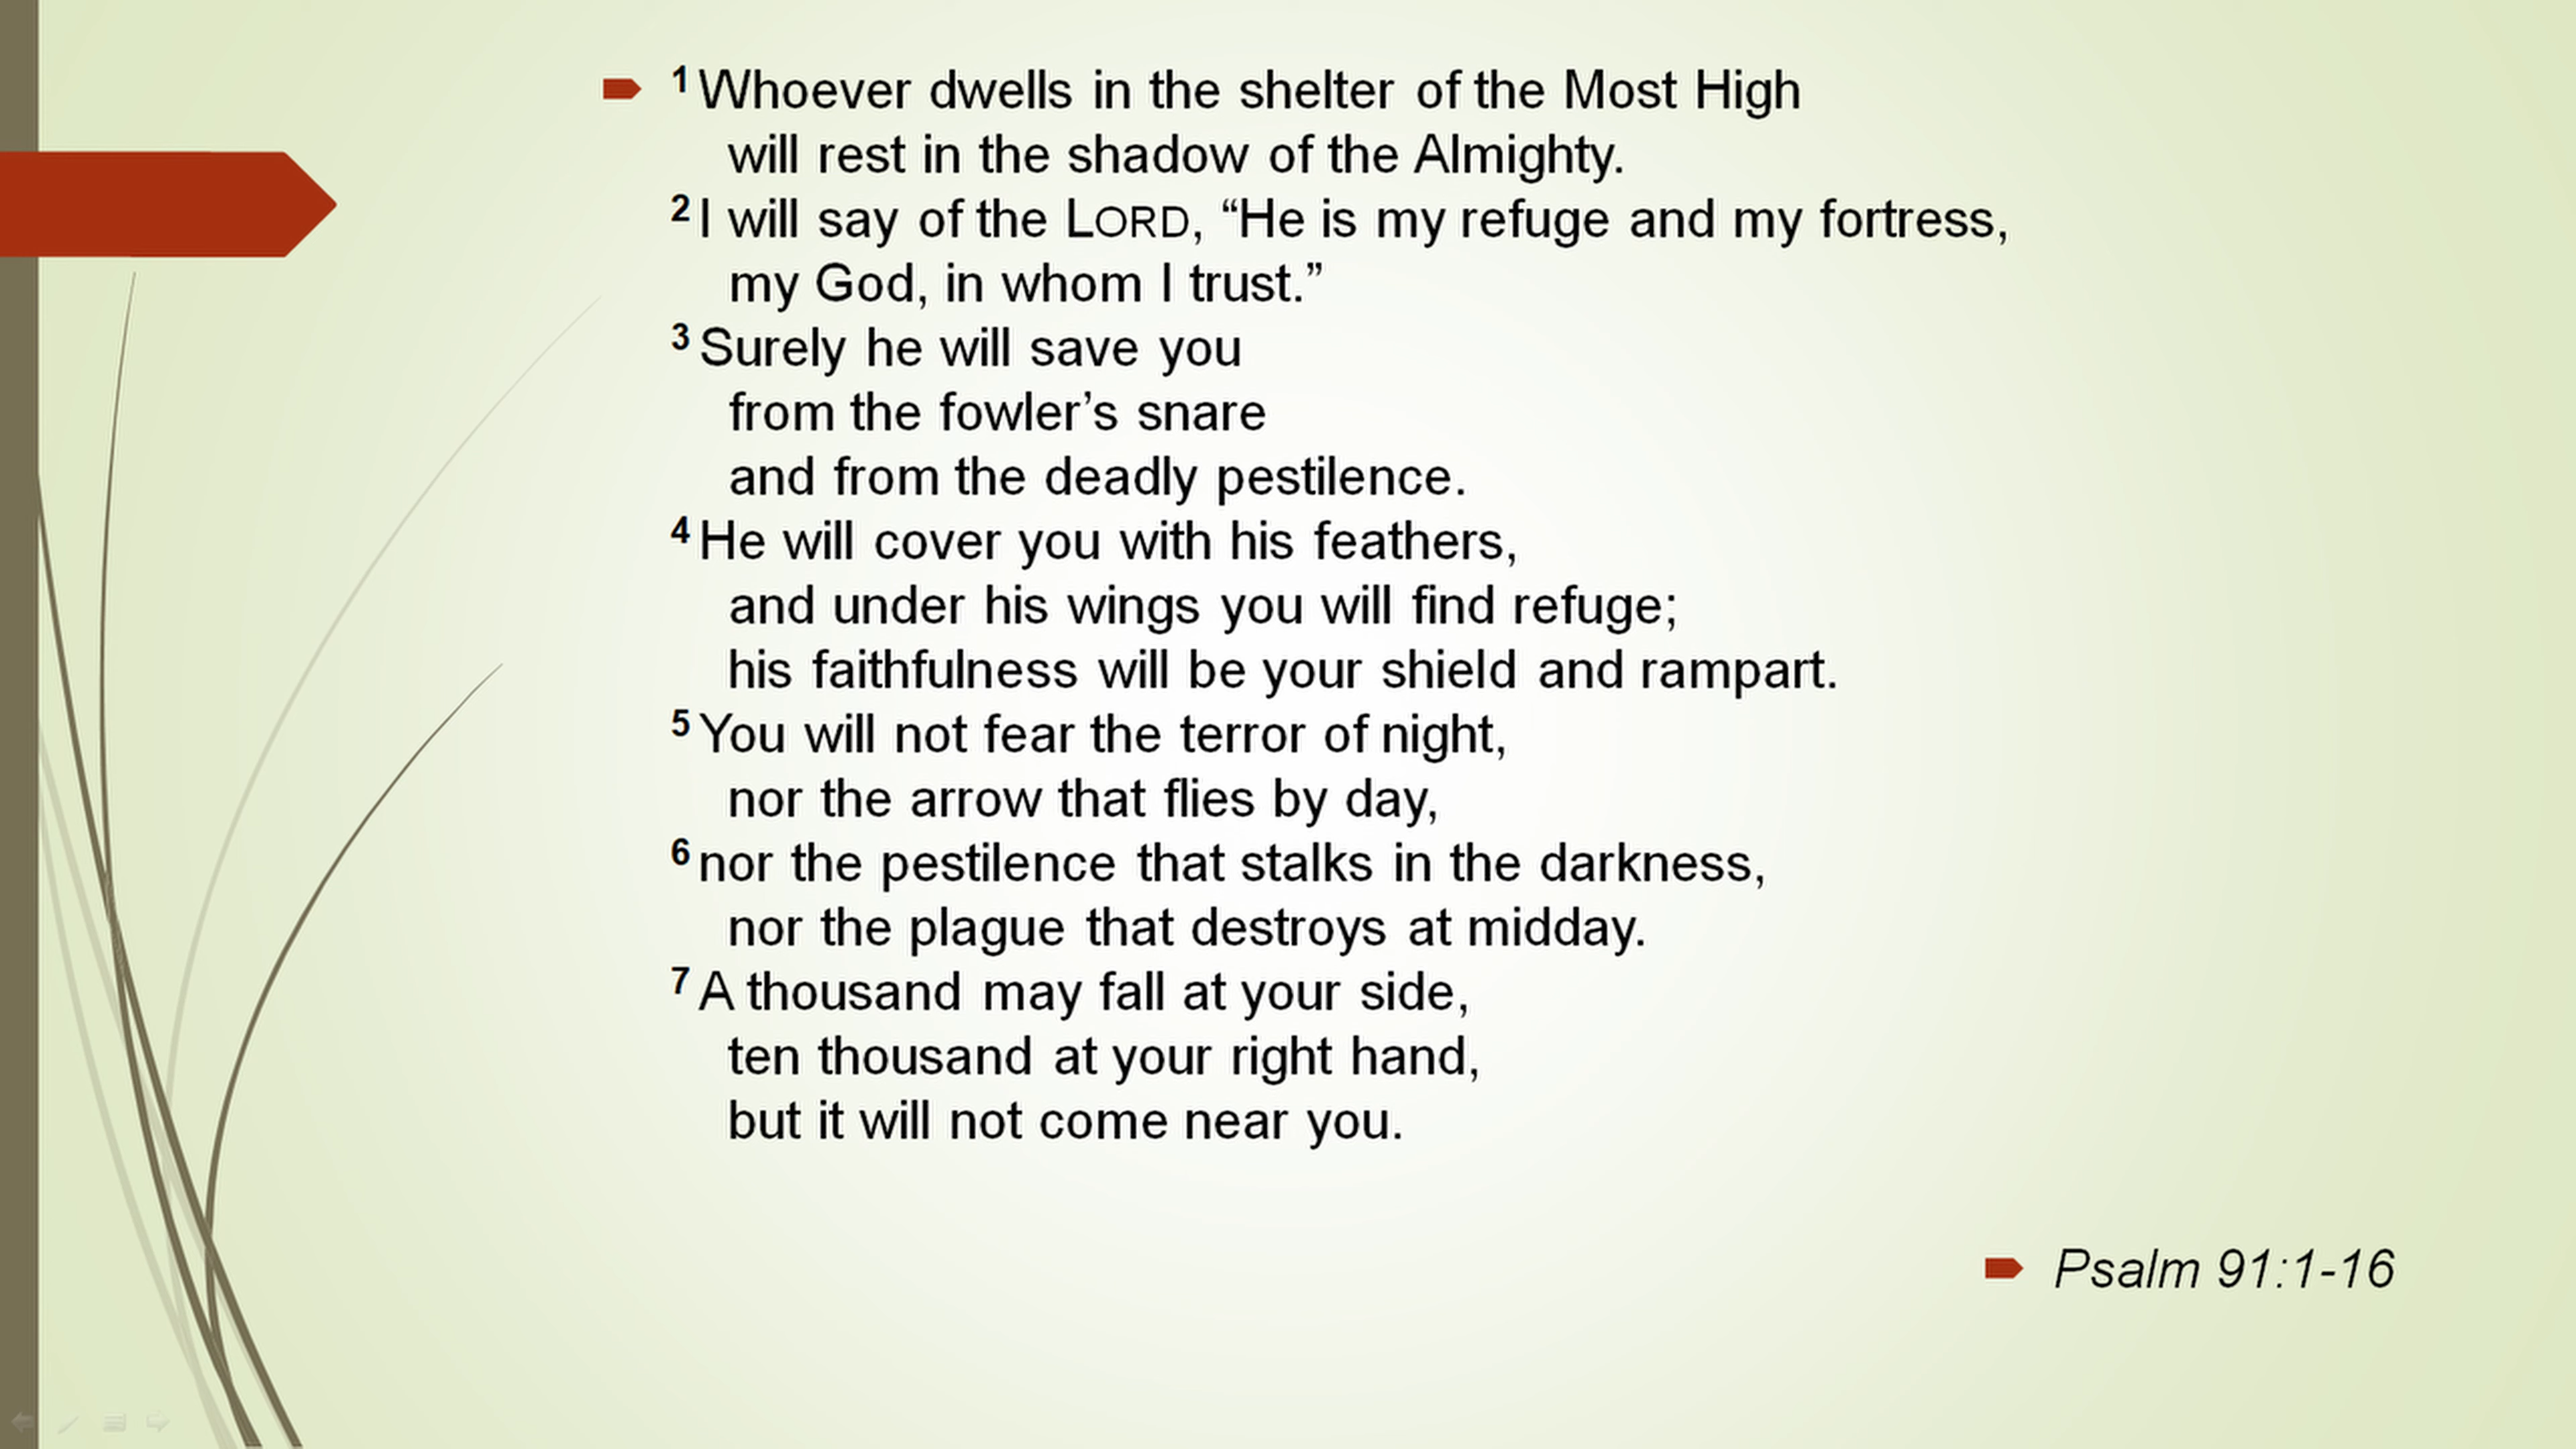 1 Whoever dwells in the shelter of the Most High
will rest in the shadow of the Almighty.
2 I will say of the LORD, “He is my refuge and my fortress,
my God, in whom I trust.”
3 Surely he will save you
from the fowler’s snare
and from the deadly pestilence.
4 He will cover you with his feathers,
and under his wings you will find refuge;
his faithfulness will be your shield and rampart.
5 You will not fear the terror of night,
nor the arrow that flies by day,
6 nor the pestilence that stalks in the darkness,
nor the plague that destroys at midday.
7 A thousand may fall at your side,
ten thousand at your right hand,
but it will not come near you.
Psalm 91:1-16